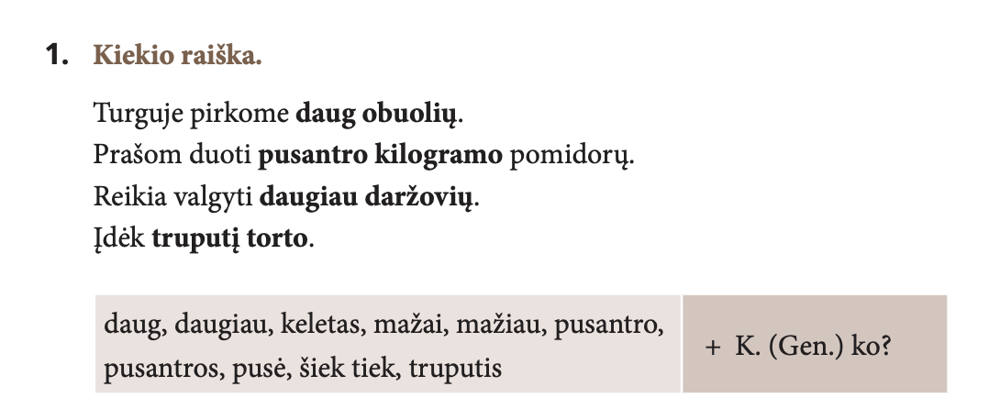 1. Kiekio raiška.
Turguje pirkome daug obuolių.
Prašom duoti pusantro kilogramo pomidorų.
Reikia valgyti daugiau daržovių.
Įdėk truputį torto.
daug, daugiau, keletas, mažai, mažiau, pusantro,
pusantros, pusė, šiek tiek, truputis
+ K. (Gen.) ko?